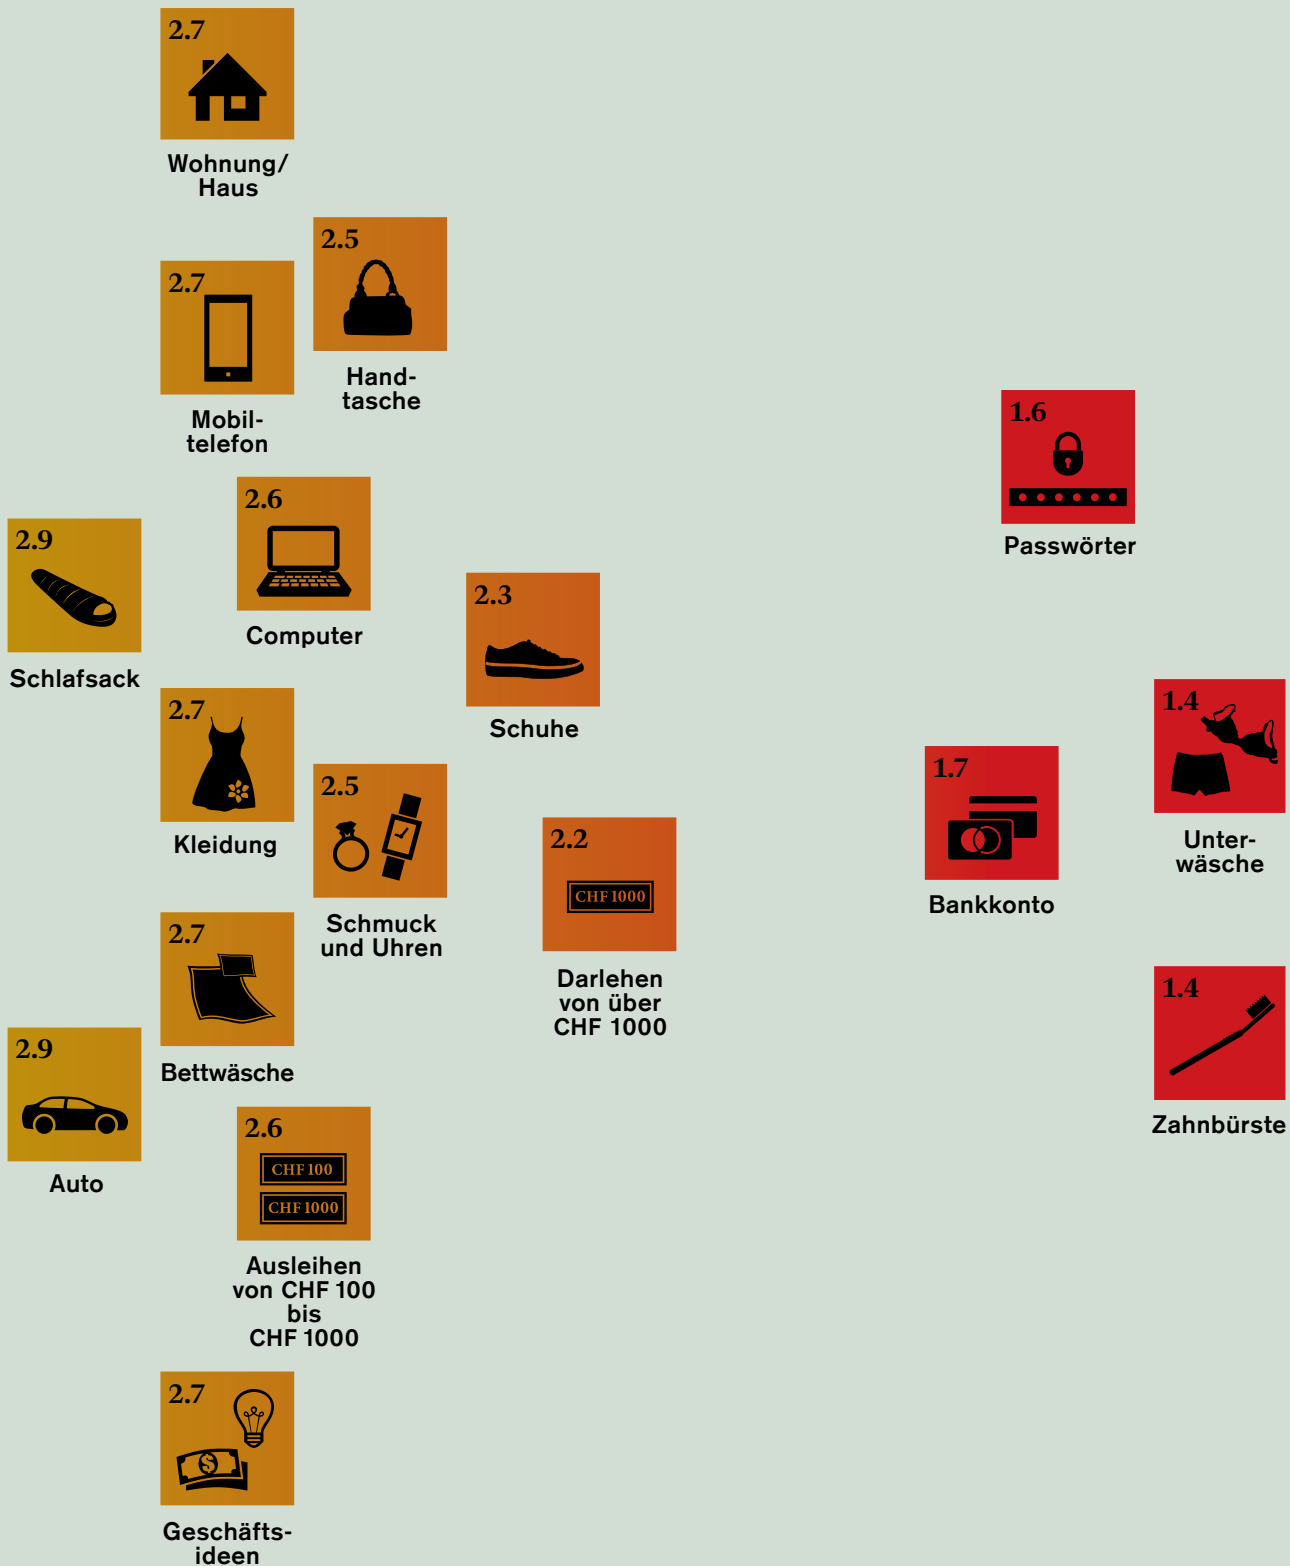 2.7
Wohnung/
Haus
2.5
Hand-
tasche
2.7
Mobil-
telefon
1.6
Passwörter
2.6
Computer
2.9
Schlafsack
2.3
Schuhe
2.7
Kleidung
1.4
Unter-
wäsche
1.7
Bankkonto
2.5
Schmuck
und Uhren
2.2
CHF 1000
Darlehen
von über
CHF 1000
2.7
Bettwäsche
1.4
Zahnbürste
2.9
Auto
2.6
CHF 100
CHF 1000
Ausleihen
von CHF 100
bis
CHF 1000
2.7
$
Geschäfts-
ideen